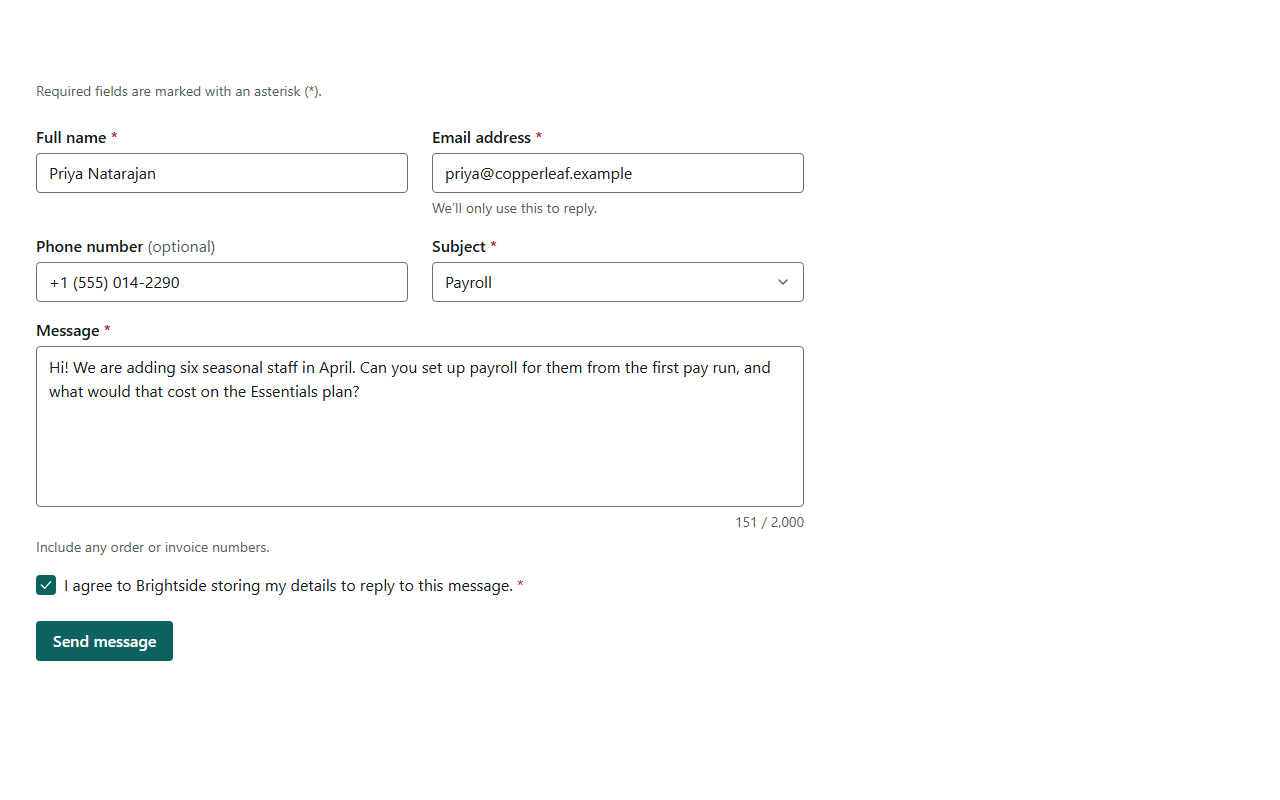 Required fields are marked with an asterisk (*).
Full name *
Email address *
Priya Natarajan
priya@copperleaf.example
We'll only use this to reply.
Phone number (optional)
Subject *
+1 (555) 014-2290
Payroll
Message *
Hi! We are adding six seasonal staff in April. Can you set up payroll for them from the first pay run, and
what would that cost on the Essentials plan?
151 / 2,000
Include any order or invoice numbers.
I agree to Brightside storing my details to reply to this message. *
Send message